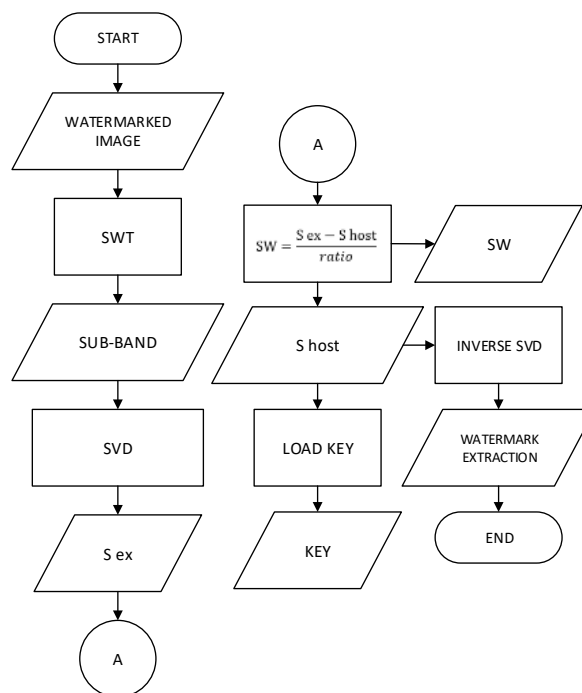 START
WATERMARKED
IMAGE
SWT
SUB-BAND
SVD
S ex
A
A
SW = \frac{S ex − S host}{ratio}
SW
S host
INVERSE SVD
LOAD KEY
WATERMARK
EXTRACTION
KEY
END